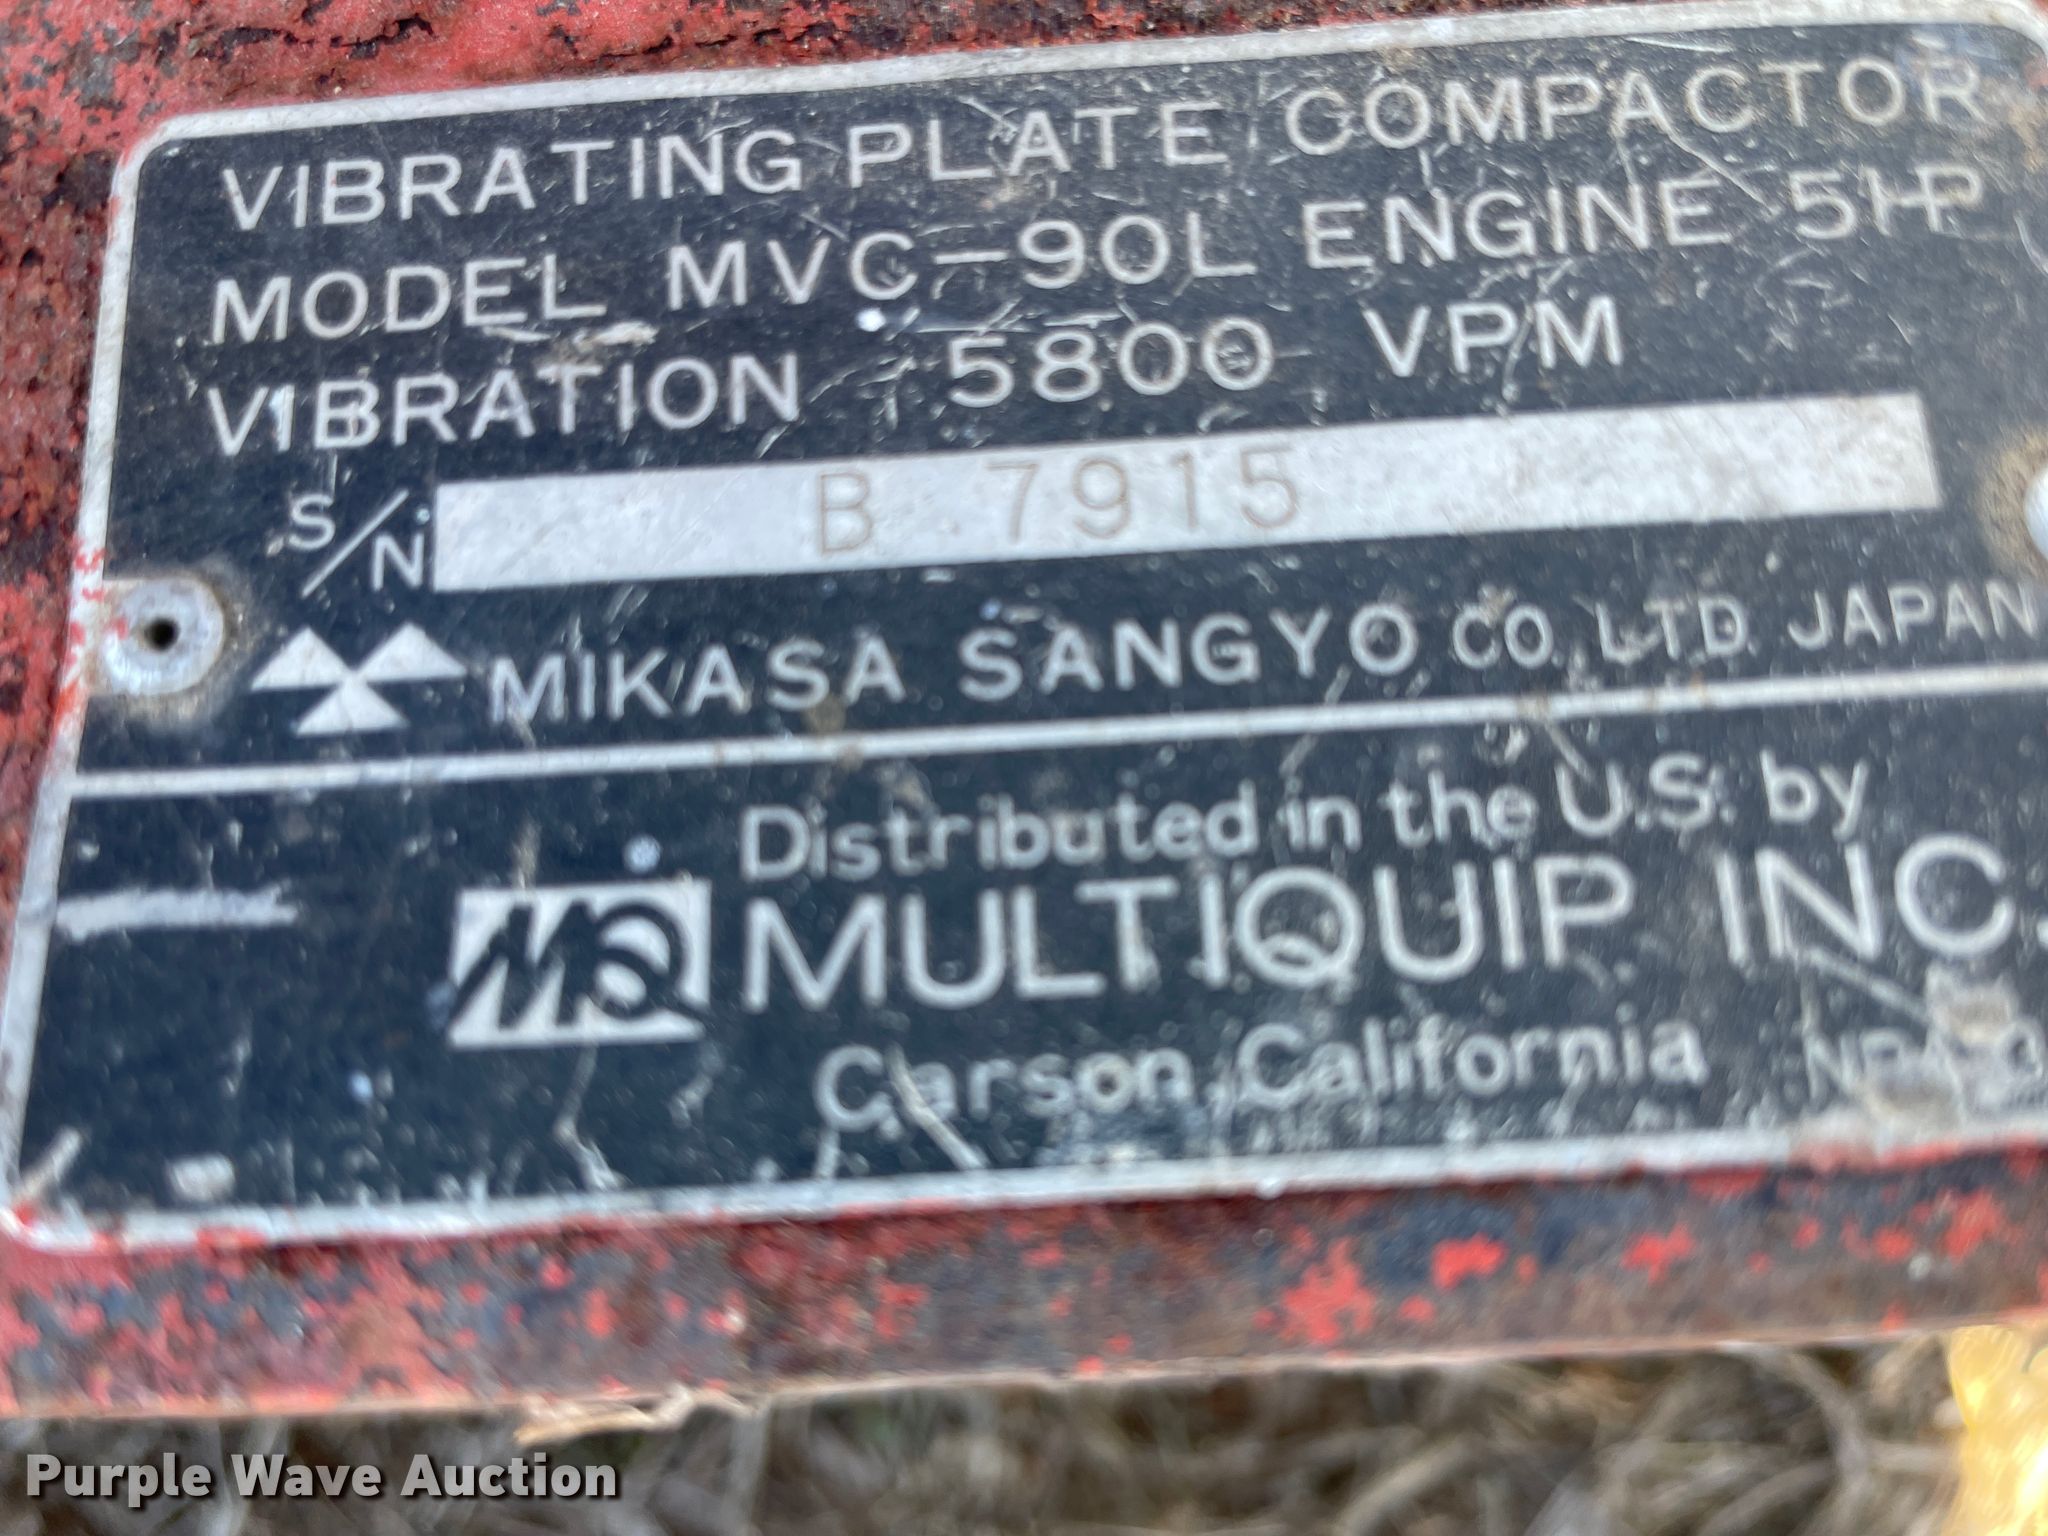 VIBRATING PLATE COMPACTOR
MODEL MVC-90L ENGINE 5HP
VIBRATION 5800 VPM
S/N B 7915
MIKASA SANGYO CO., LTD. JAPAN
Distributed in the U.S. by
MQ MULTIQUIP INC.
Carson, California
Purple Wave Auction